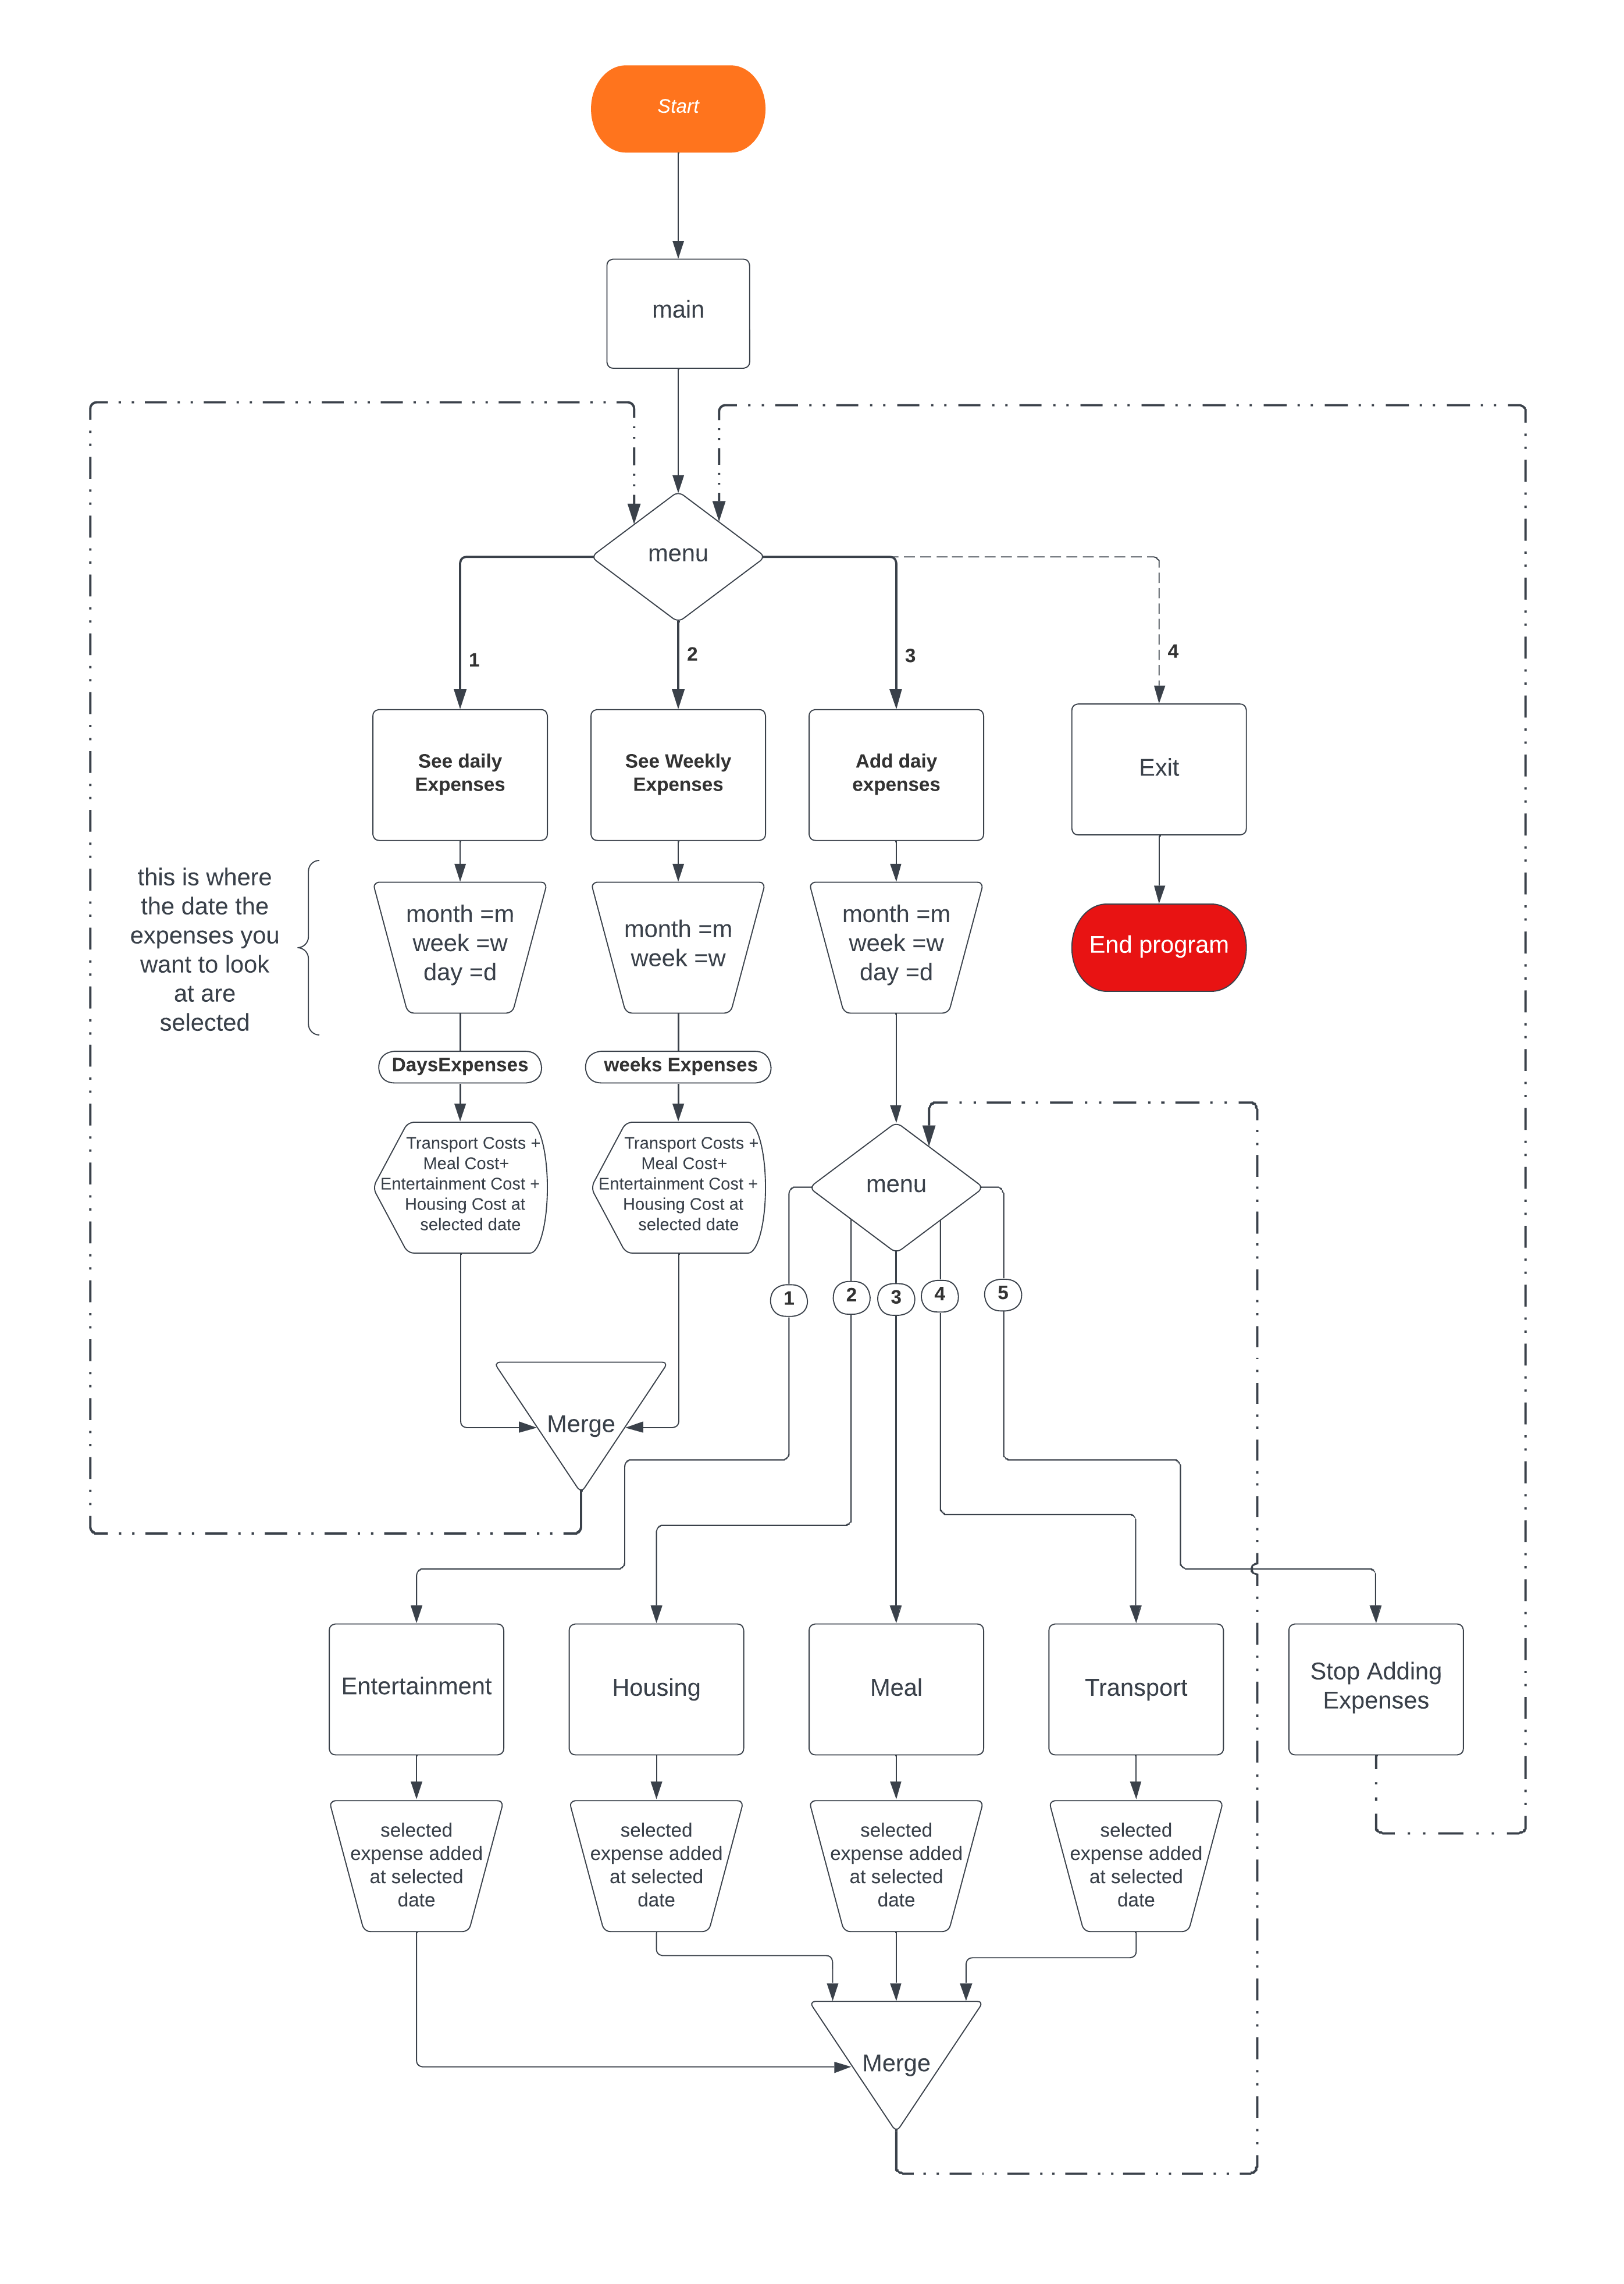 Start
main
menu
1
2
3
4
See daily
Expenses
See Weekly
Expenses
Add daiy
expenses
Exit
this is where
the date the
expenses you
want to look
at are
selected
month =m
week =w
day =d
month =m
week =w
month =m
week =w
day =d
End program
DaysExpenses
weeks Expenses
Transport Costs +
Meal Cost+
Entertainment Cost +
Housing Cost at
selected date
Transport Costs +
Meal Cost+
Entertainment Cost +
Housing Cost at
selected date
menu
1
2
3
4
5
Merge
Entertainment
Housing
Meal
Transport
Stop Adding
Expenses
selected
expense added
at selected
date
selected
expense added
at selected
date
selected
expense added
at selected
date
selected
expense added
at selected
date
Merge